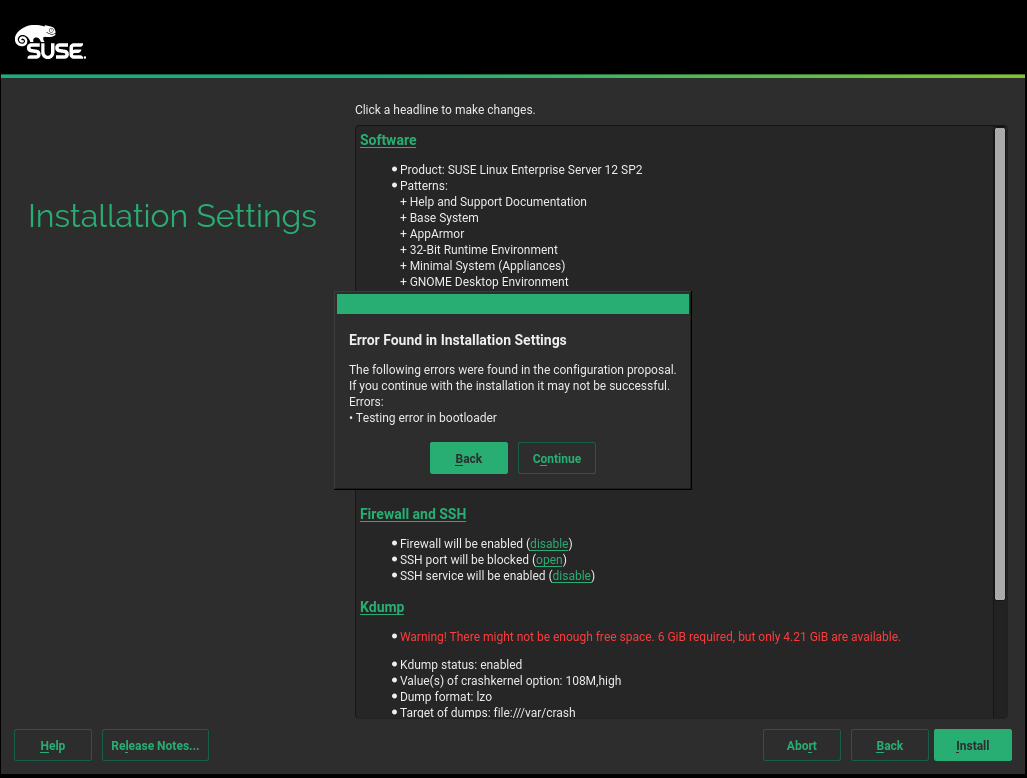 SUSE.
Click a headline to make changes.
Software
• Product: SUSE Linux Enterprise Server 12 SP2
• Patterns:
+ Help and Support Documentation
+ Base System
+ AppArmor
+ 32-Bit Runtime Environment
+ Minimal System (Appliances)
+ GNOME Desktop Environment
Installation Settings
Error Found in Installation Settings
The following errors were found in the configuration proposal.
If you continue with the installation it may not be successful.
Errors:
• Testing error in bootloader
Back Continue
Firewall and SSH
• Firewall will be enabled (disable)
• SSH port will be blocked (open)
• SSH service will be enabled (disable)
Kdump
• Warning! There might not be enough free space. 6 GiB required, but only 4.21 GiB are available.
• Kdump status: enabled
• Value(s) of crashkernel option: 108M,high
• Dump format: lzo
• Target of dumps: file:///var/crash
Help Release Notes... Abort Back Install